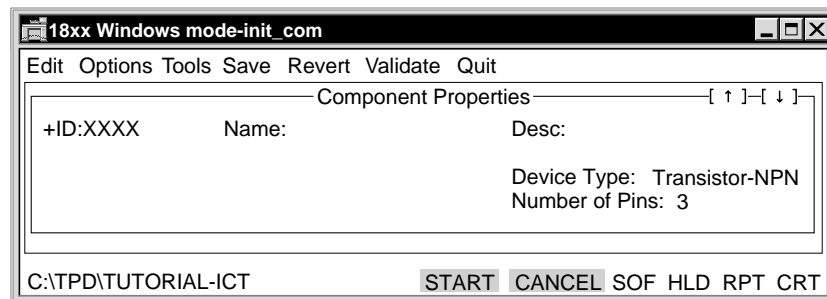 18xx Windows mode-init_com
Edit Options Tools Save Revert Validate Quit
Component Properties [ ↑ ] [ ↓ ]
+ID:XXXX Name: Desc:
Device Type: Transistor-NPN
Number of Pins: 3
C:\TPD\TUTORIAL-ICT START CANCEL SOF HLD RPT CRT